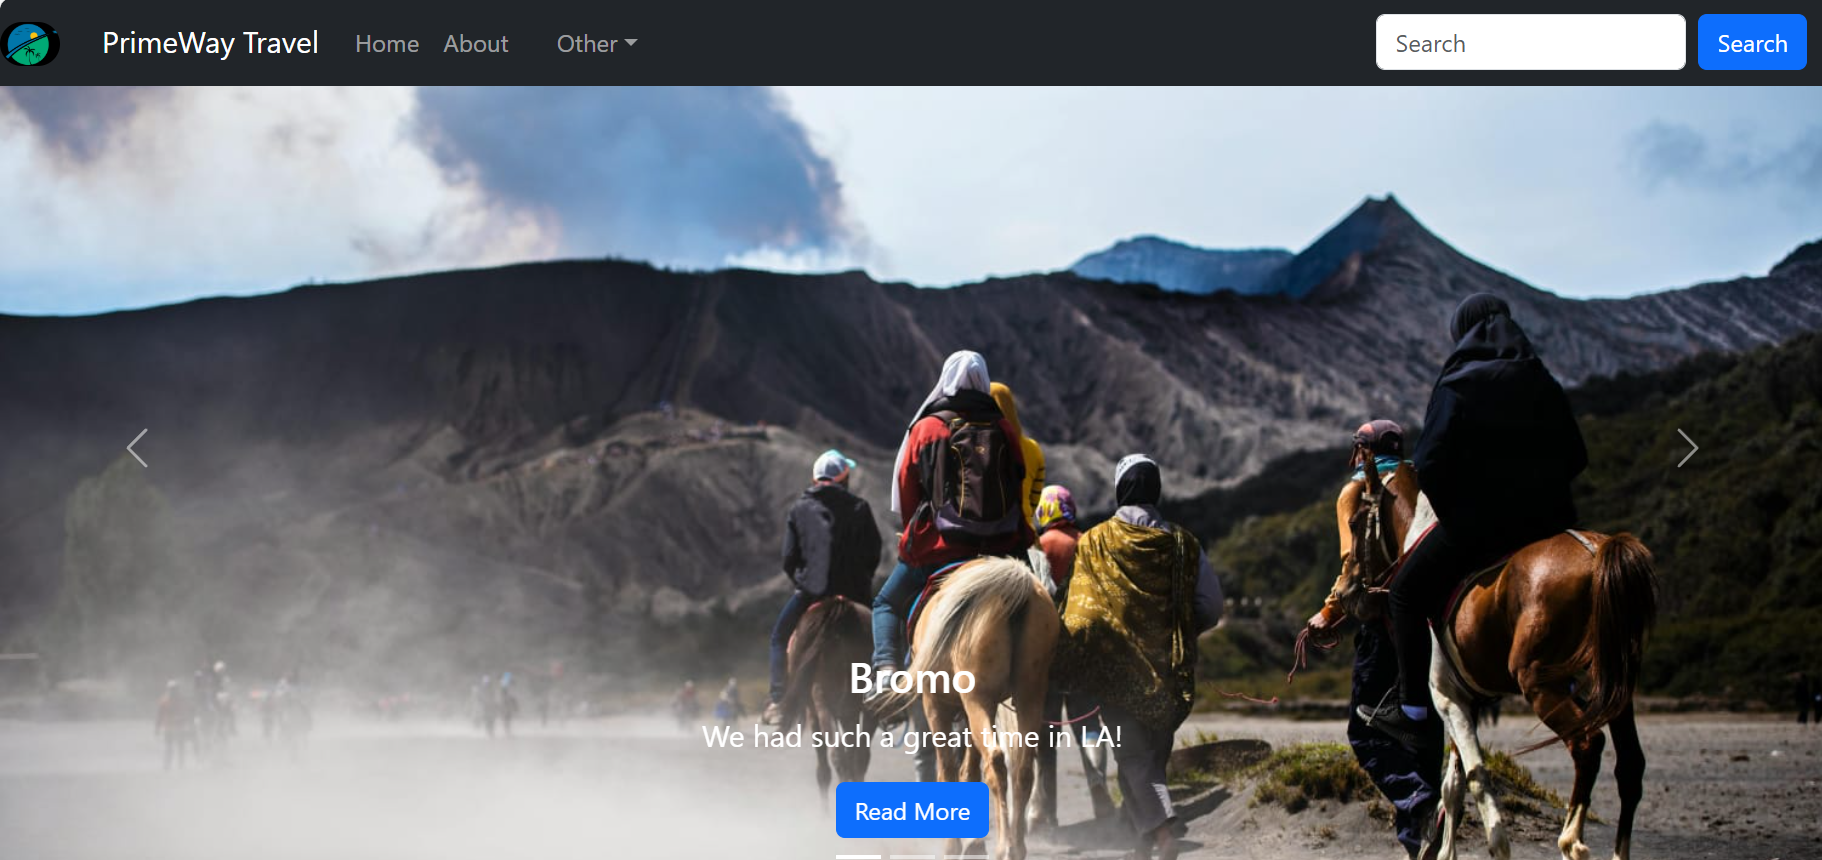 PrimeWay Travel Home About Other Search Search
Bromo
We had such a great time in LA!
Read More